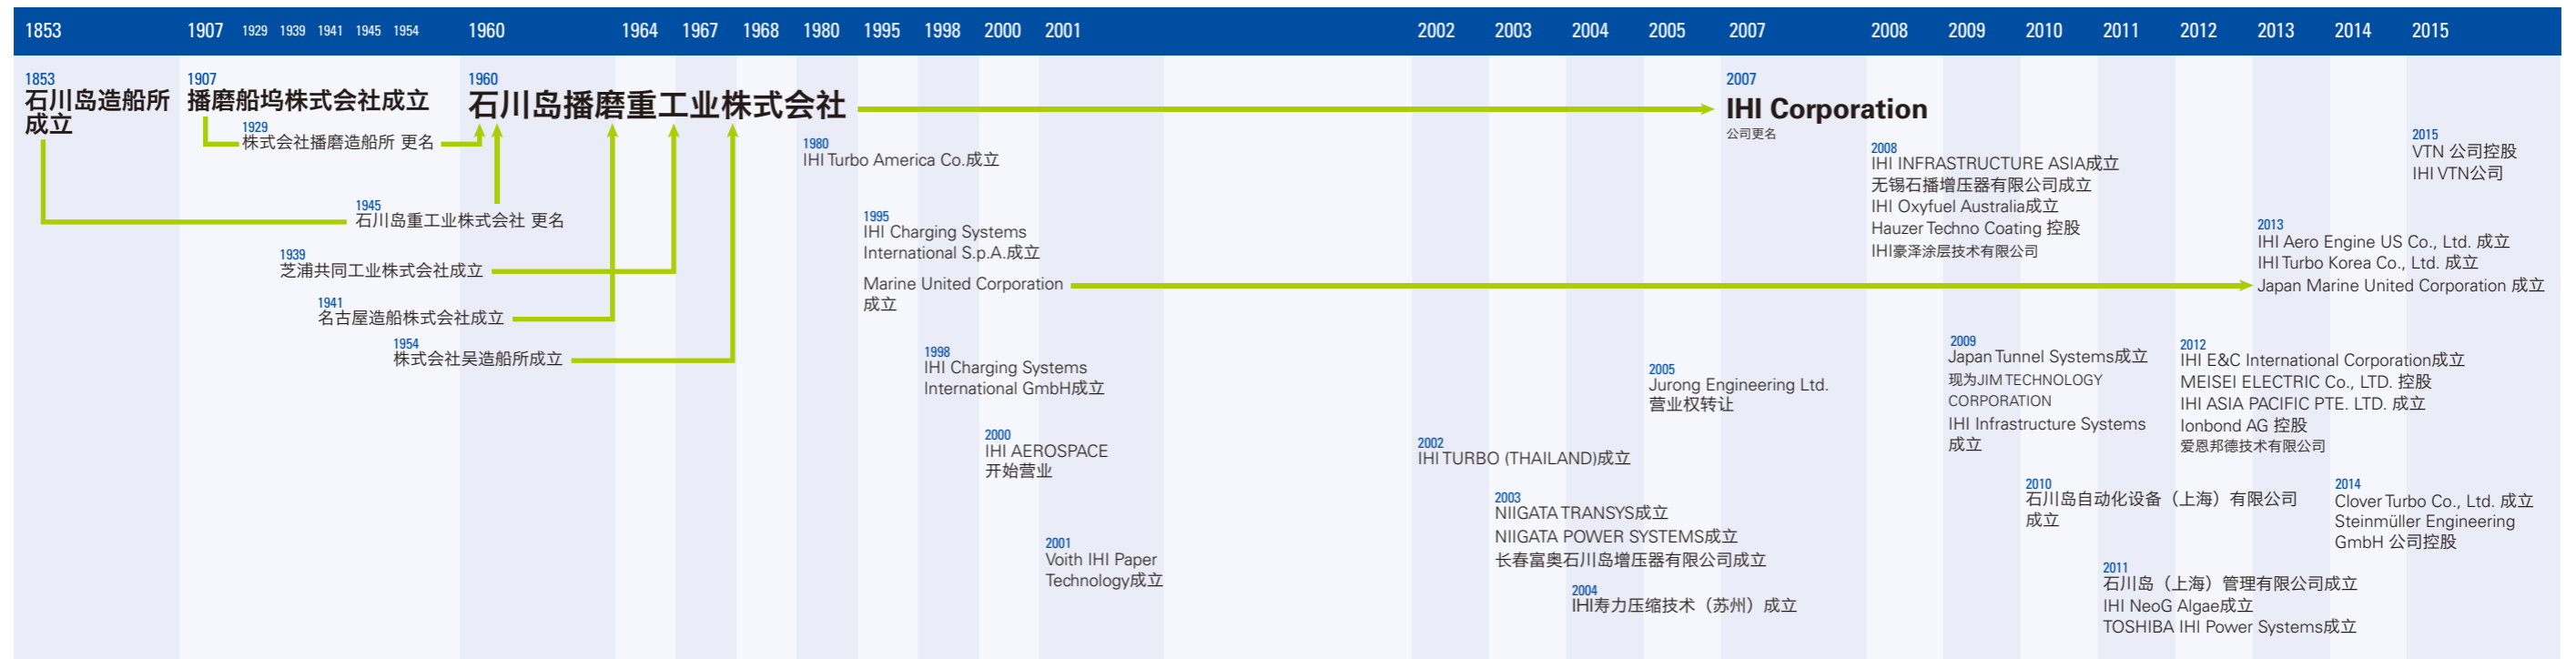 1853 1907 1929 1939 1941 1945 1954 1960 1964 1967 1968 1980 1995 1998 2000 2001 2002 2003 2004 2005 2007 2008 2009 2010 2011 2012 2013 2014 2015
1853
石川岛造船所
成立
1907
播磨船坞株式会社成立
1929
株式会社播磨造船所 更名
1945
石川岛重工业株式会社 更名
1939
芝浦共同工业株式会社成立
1941
名古屋造船株式会社成立
1954
株式会社吴造船所成立
1960
石川岛播磨重工业株式会社
1980
IHI Turbo America Co.成立
1995
IHI Charging Systems
International S.p.A.成立
Marine United Corporation
成立
1998
IHI Charging Systems
International GmbH成立
2000
IHI AEROSPACE
开始营业
2001
Voith IHI Paper
Technology成立
2002
IHI TURBO (THAILAND)成立
2003
NIIGATA TRANSYS成立
NIIGATA POWER SYSTEMS成立
长春富奥石川岛增压器有限公司成立
2004
IHI寿力压缩技术（苏州）成立
2005
Jurong Engineering Ltd.
营业权转让
2007
IHI Corporation
公司更名
2008
IHI INFRASTRUCTURE ASIA成立
无锡石播增压器有限公司成立
IHI Oxyfuel Australia成立
Hauzer Techno Coating 控股
IHI豪泽涂层技术有限公司
2009
Japan Tunnel Systems成立
现为JIM TECHNOLOGY
CORPORATION
IHI Infrastructure Systems
成立
2010
石川岛自动化设备（上海）有限公司
成立
2011
石川岛（上海）管理有限公司成立
IHI NeoG Algae成立
TOSHIBA IHI Power Systems成立
2012
IHI E&C International Corporation成立
MEISEI ELECTRIC Co., LTD. 控股
IHI ASIA PACIFIC PTE. LTD. 成立
Ionbond AG 控股
爱恩邦德技术有限公司
2013
IHI Aero Engine US Co., Ltd. 成立
IHI Turbo Korea Co., Ltd. 成立
Japan Marine United Corporation 成立
2014
Clover Turbo Co., Ltd. 成立
Steinmüller Engineering
GmbH 公司控股
2015
VTN 公司控股
IHI VTN公司